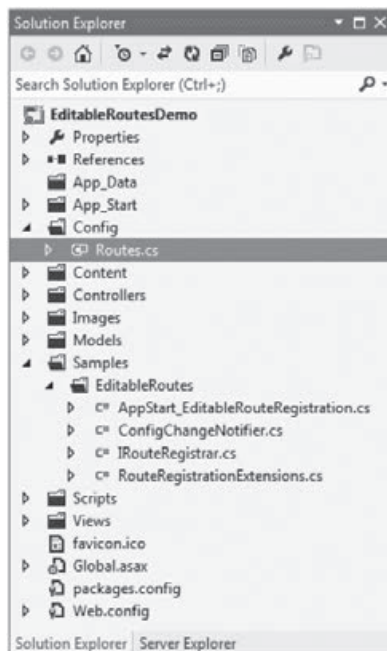 Solution Explorer
Search Solution Explorer (Ctrl+;)
EditableRoutesDemo
Properties
References
App_Data
App_Start
Config
Routes.cs
Content
Controllers
Images
Models
Samples
EditableRoutes
AppStart_EditableRouteRegistration.cs
ConfigChangeNotifier.cs
IRouteRegistrar.cs
RouteRegistrationExtensions.cs
Scripts
Views
favicon.ico
Global.asax
packages.config
Web.config
Solution Explorer Server Explorer